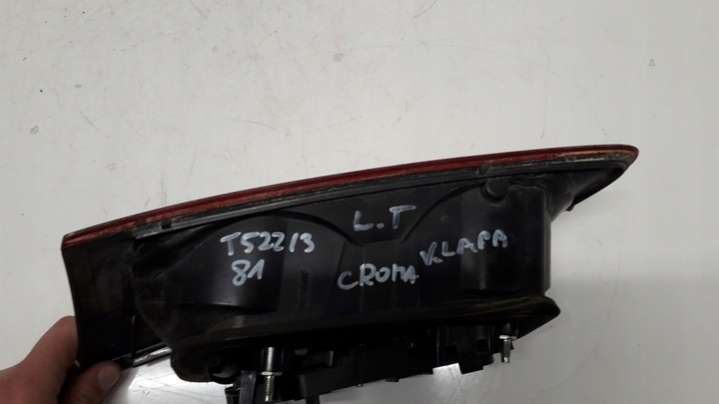 L.T
T52213
81
CROMA KLAPA